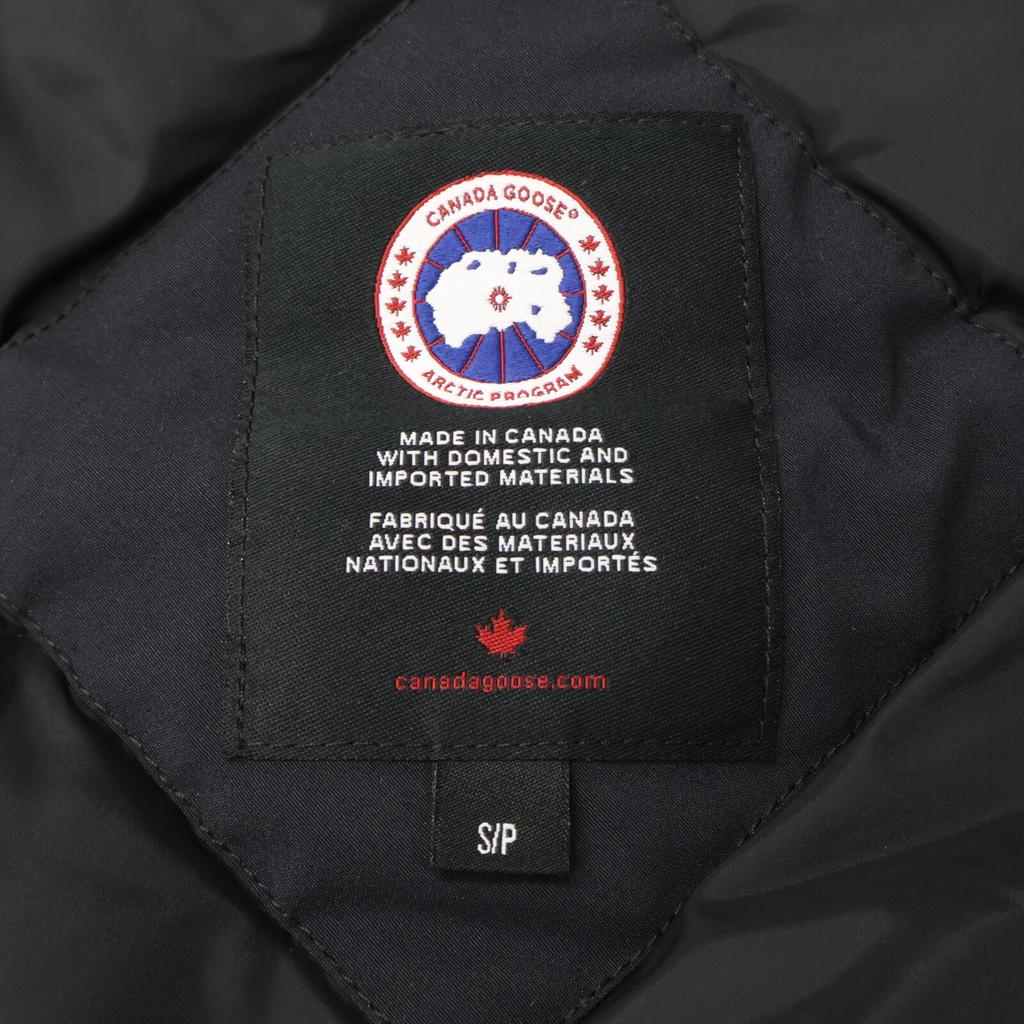 CANADA GOOSE®
ARCTIC PROGRAM
MADE IN CANADA
WITH DOMESTIC AND
IMPORTED MATERIALS
FABRIQUÉ AU CANADA
AVEC DES MATERIAUX
NATIONAUX ET IMPORTÉS
canadagoose.com
S/P